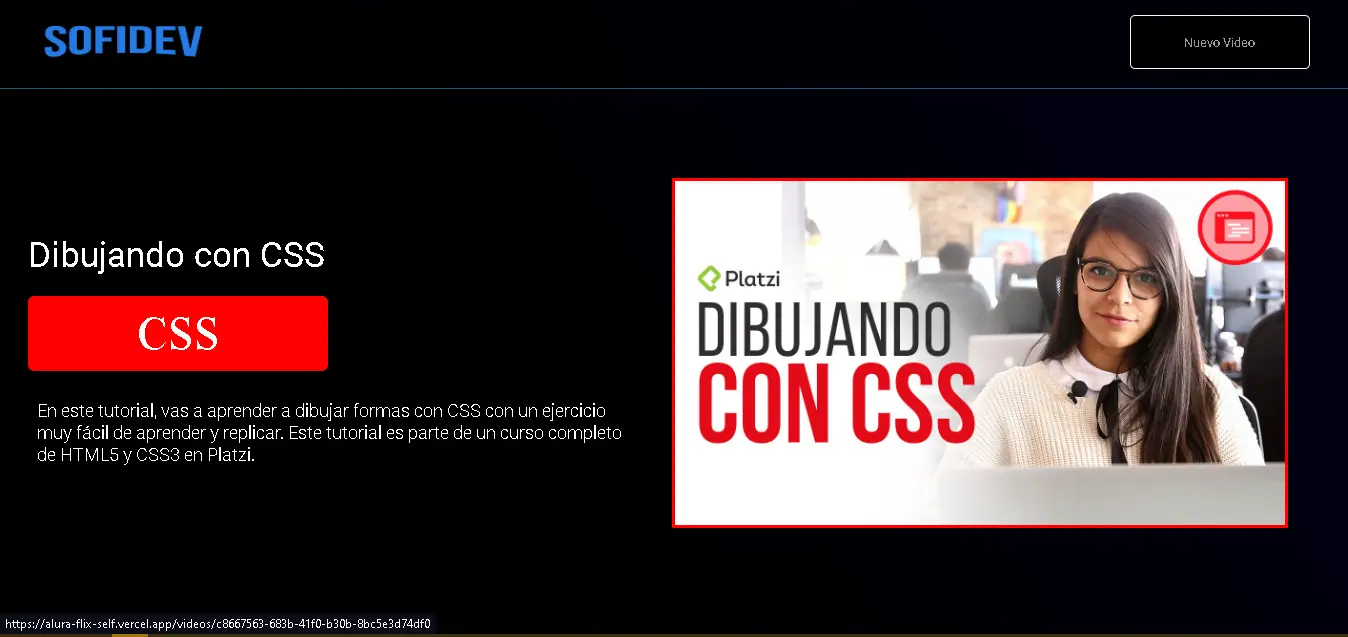 SOFIDEV
Nuevo Video
Dibujando con CSS
CSS
En este tutorial, vas a aprender a dibujar formas con CSS con un ejercicio
muy fácil de aprender y replicar. Este tutorial es parte de un curso completo
de HTML5 y CSS3 en Platzi.
Platzi
DIBUJANDO
CON CSS
https://alura-flix-self.vercel.app/videos/c8667563-683b-41f0-b30b-8bc5e3d74df0